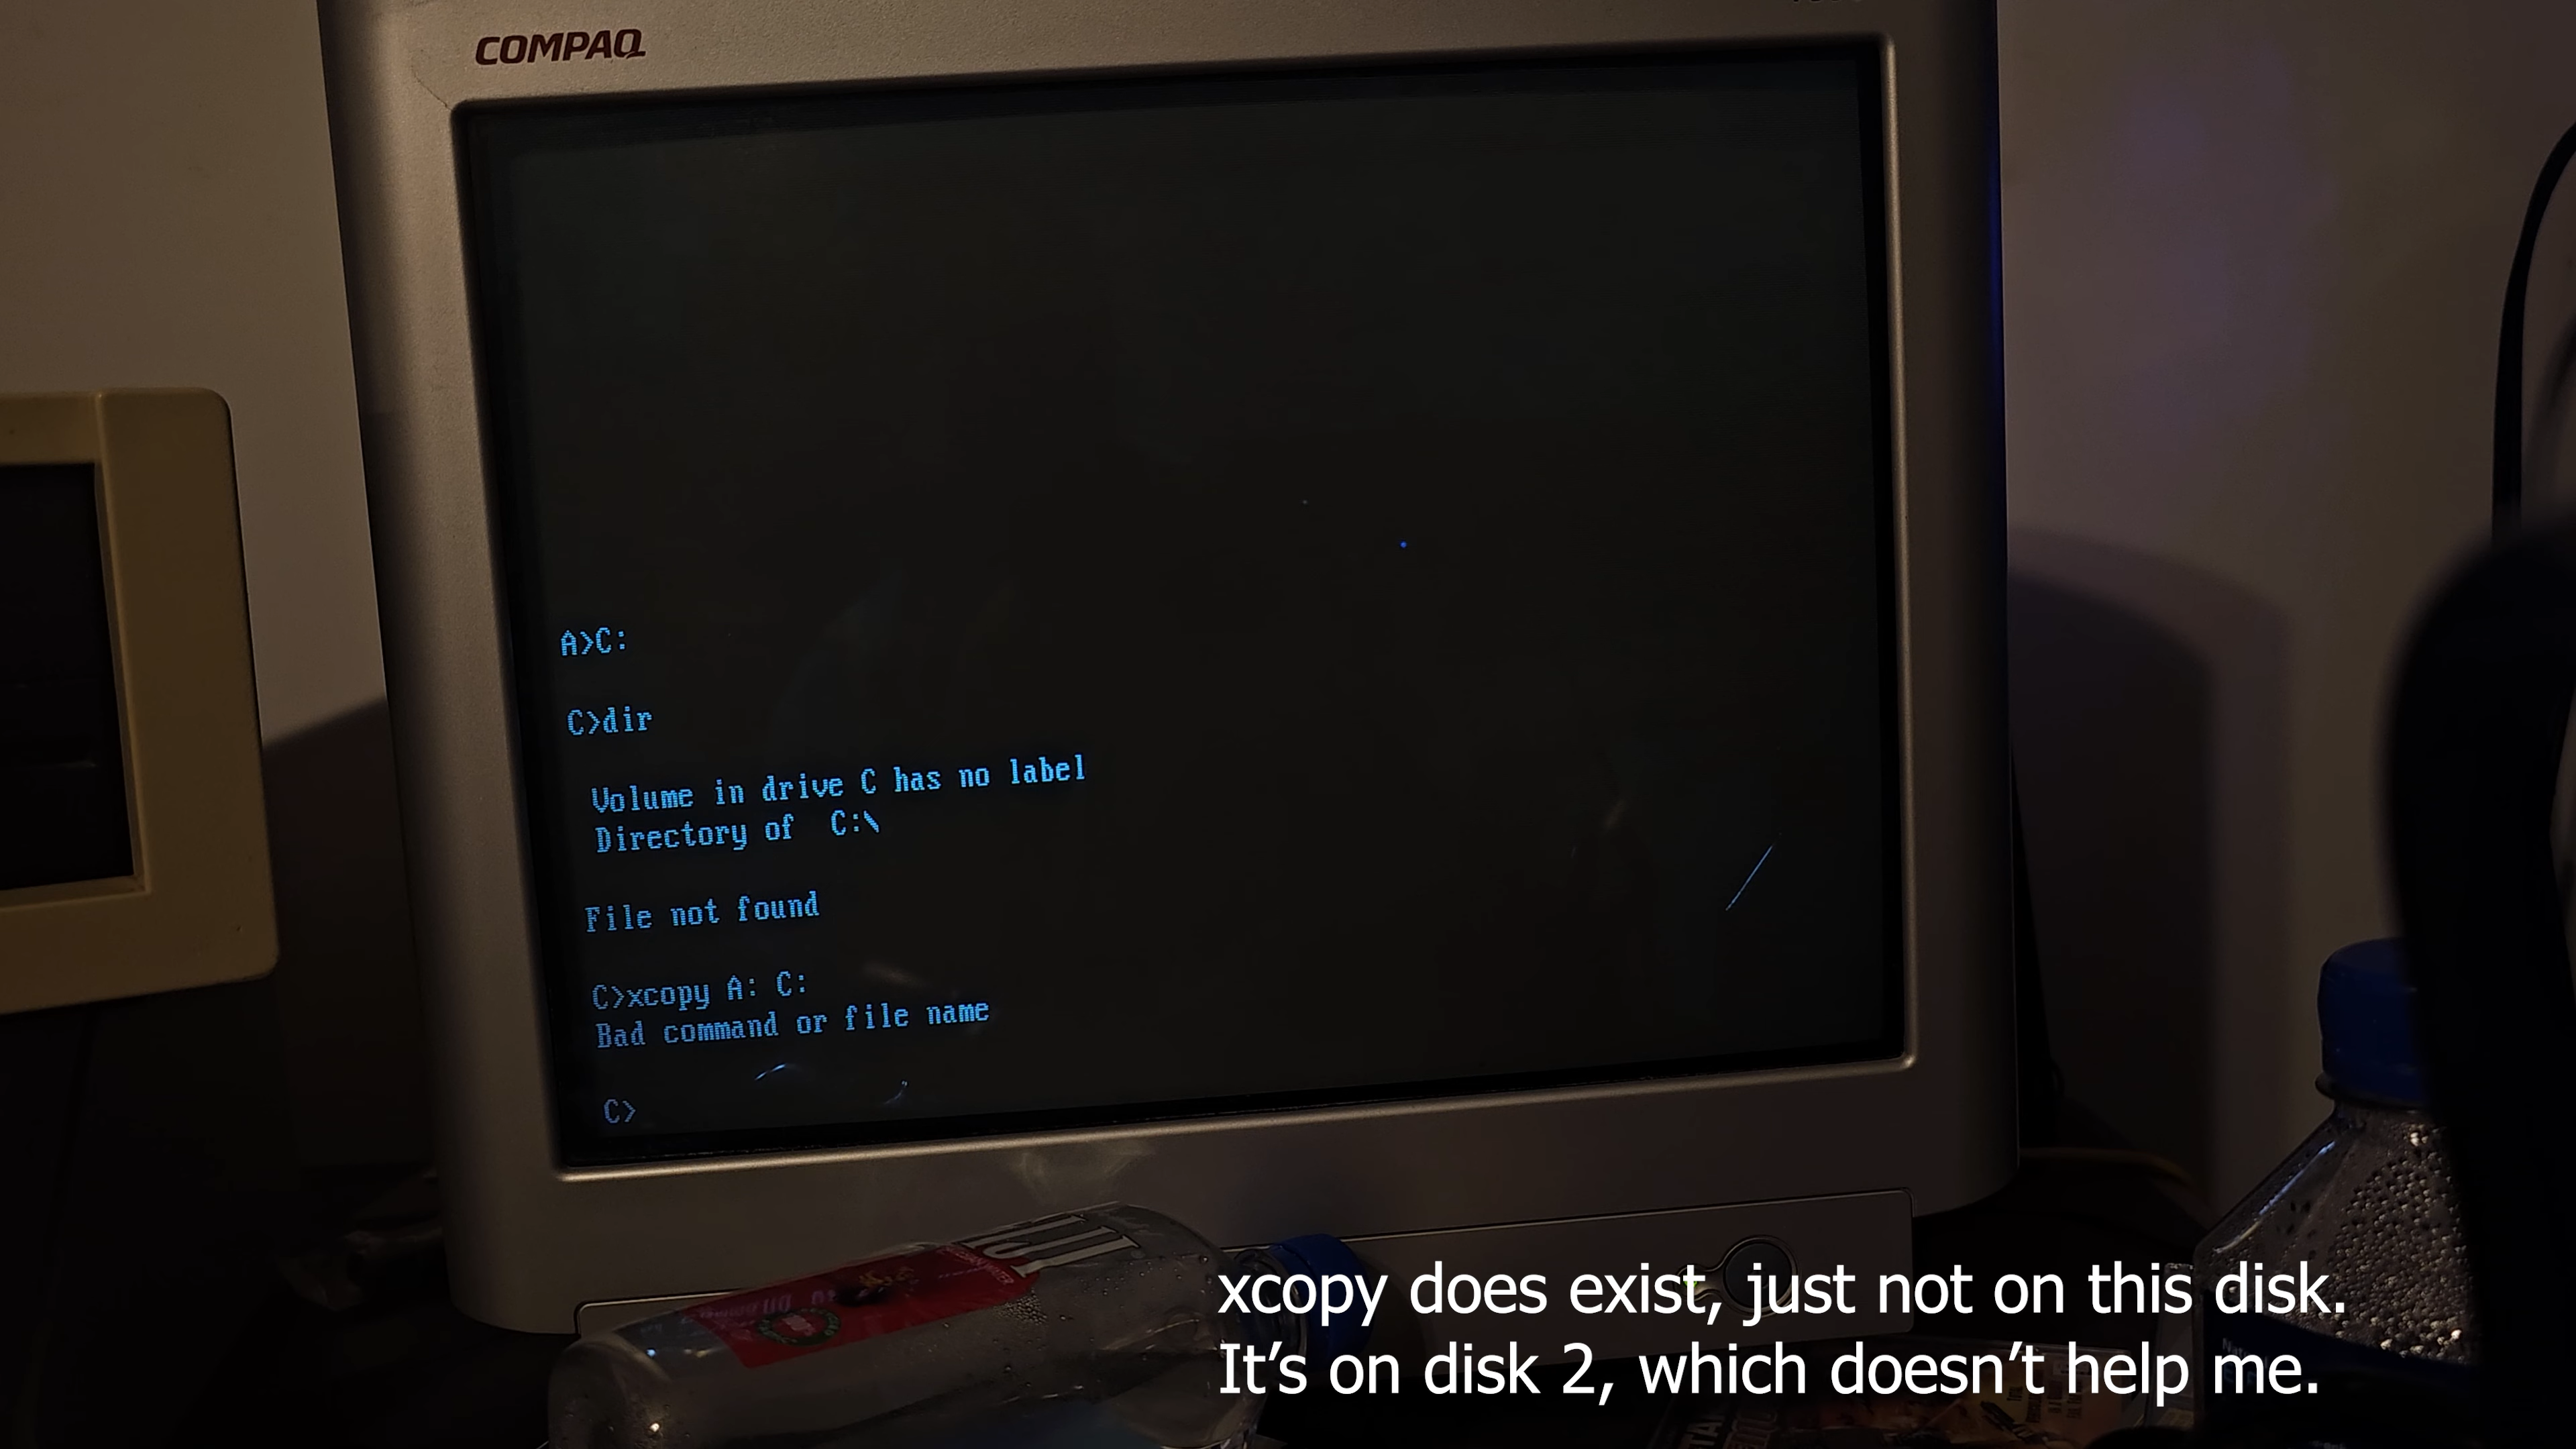 COMPAQ
A>C:
C>dir
Volume in drive C has no label
Directory of  C:\
File not found
C>xcopy A: C:
Bad command or file name
C>
FIJI
xcopy does exist, just not on this disk.
It’s on disk 2, which doesn’t help me.